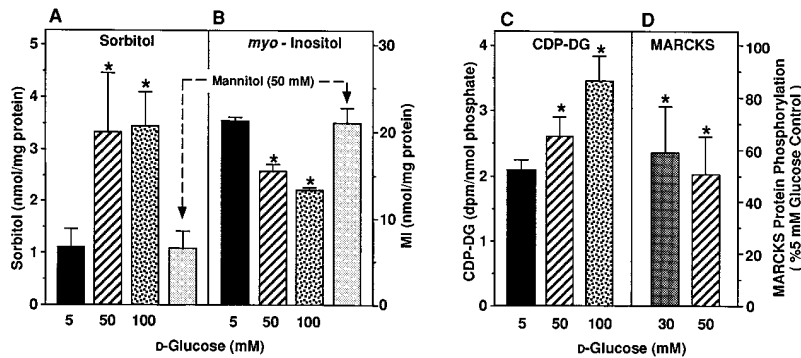 A
B
C
D
Sorbitol
myo - Inositol
CDP-DG
MARCKS
Mannitol (50 mM)
Sorbitol (nmol/mg protein)
5
4
3
2
1
0
30
20
10
0
MI (nmol/mg protein)
* * * *
5 50 100 5 50 100
D-Glucose (mM)
CDP-DG (dpm/nmol phosphate)
4
3
2
1
0
100
80
60
40
20
0
MARCKS Protein Phosphorylation
( %5 mM Glucose Control)
* * * *
5 50 100 30 50
D-Glucose (mM)